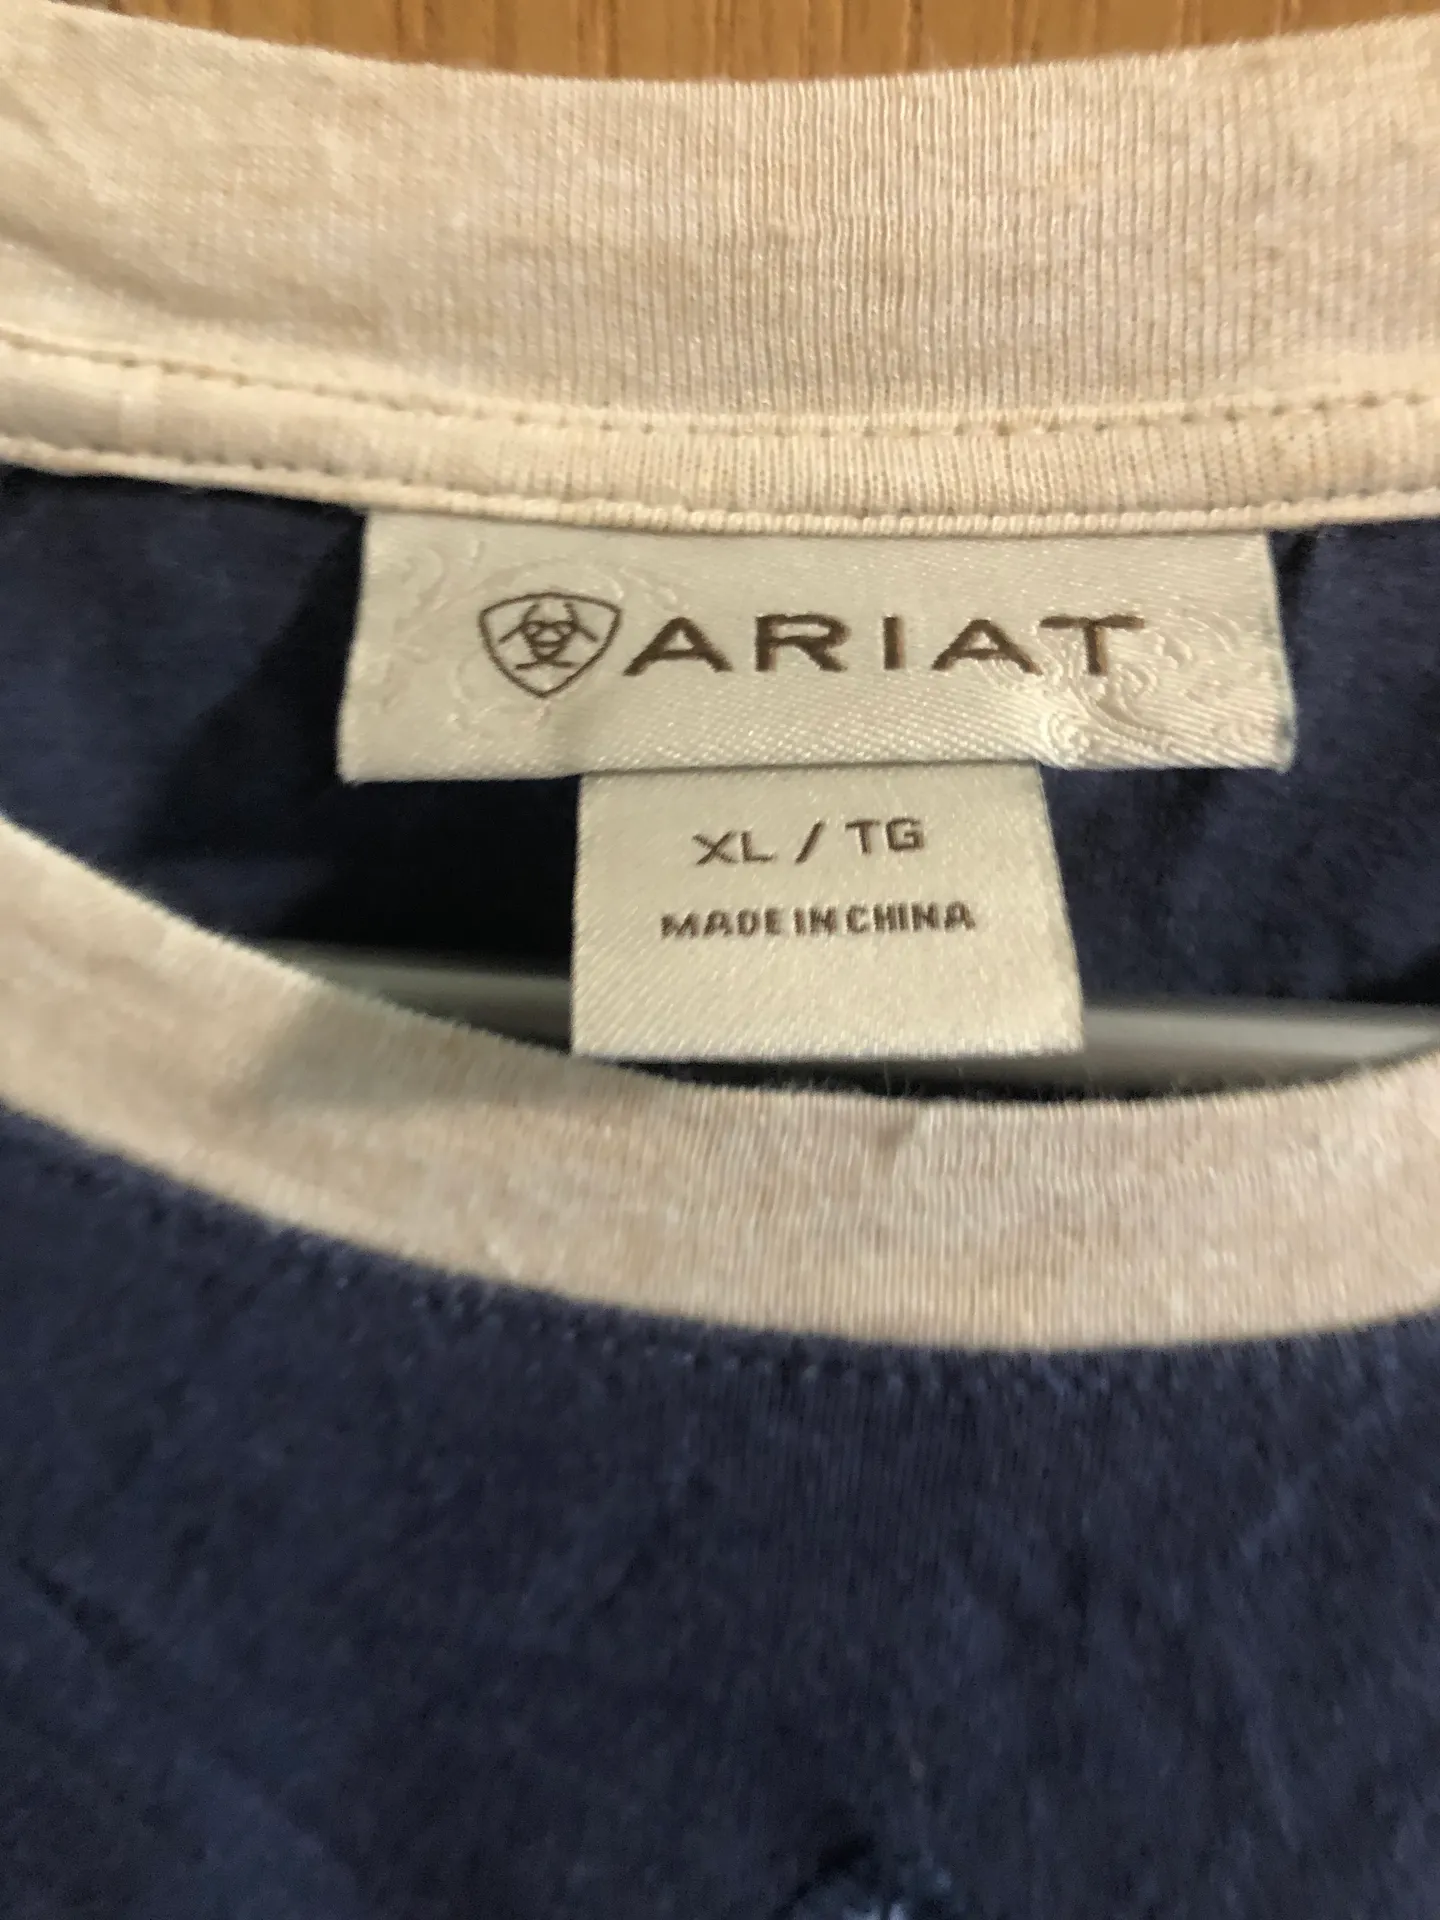 ARIAT
XL / TG
MADE IN CHINA